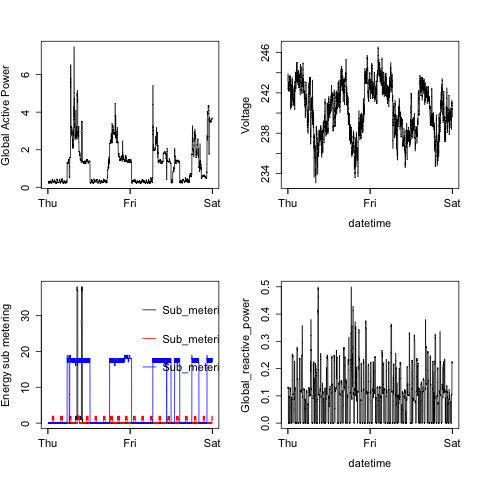 Global Active Power
6
4
2
0
Thu
Fri
Sat
Voltage
246
242
238
234
Thu
Fri
Sat
datetime
Energy sub metering
30
20
10
0
Thu
Fri
Sat
Sub_meteri
Sub_meteri
Sub_meteri
Global_reactive_power
0.5
0.4
0.3
0.2
0.1
0.0
Thu
Fri
Sat
datetime